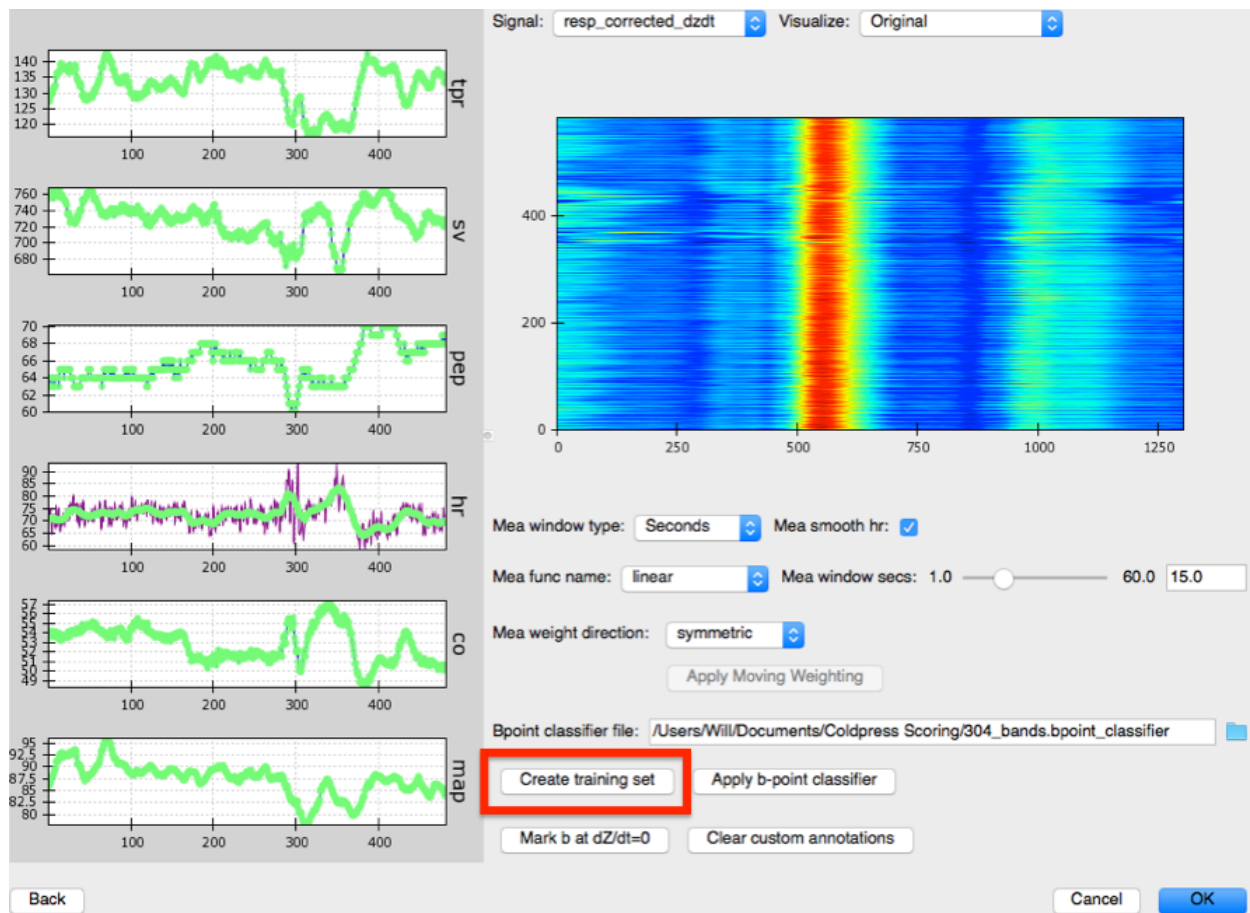 Signal: resp_corrected_dzdt Visualize: Original
140
135
130
125
120
tpr
100 200 300 400
760
740
720
700
680
sv
100 200 300 400
70
68
66
64
62
60
pep
100 200 300 400
90
85
80
75
70
65
60
hr
100 200 300 400
57
56
55
54
53
52
51
50
49
co
100 200 300 400
95
92.5
90
87.5
85
82.5
80
map
100 200 300 400
400
200
0
0 250 500 750 1000 1250
Mea window type: Seconds Mea smooth hr:
Mea func name: linear Mea window secs: 1.0 60.0 15.0
Mea weight direction: symmetric
Apply Moving Weighting
Bpoint classifier file: /Users/Will/Documents/Coldpress Scoring/304_bands.bpoint_classifier
Create training set Apply b-point classifier
Mark b at dZ/dt=0 Clear custom annotations
Back Cancel OK